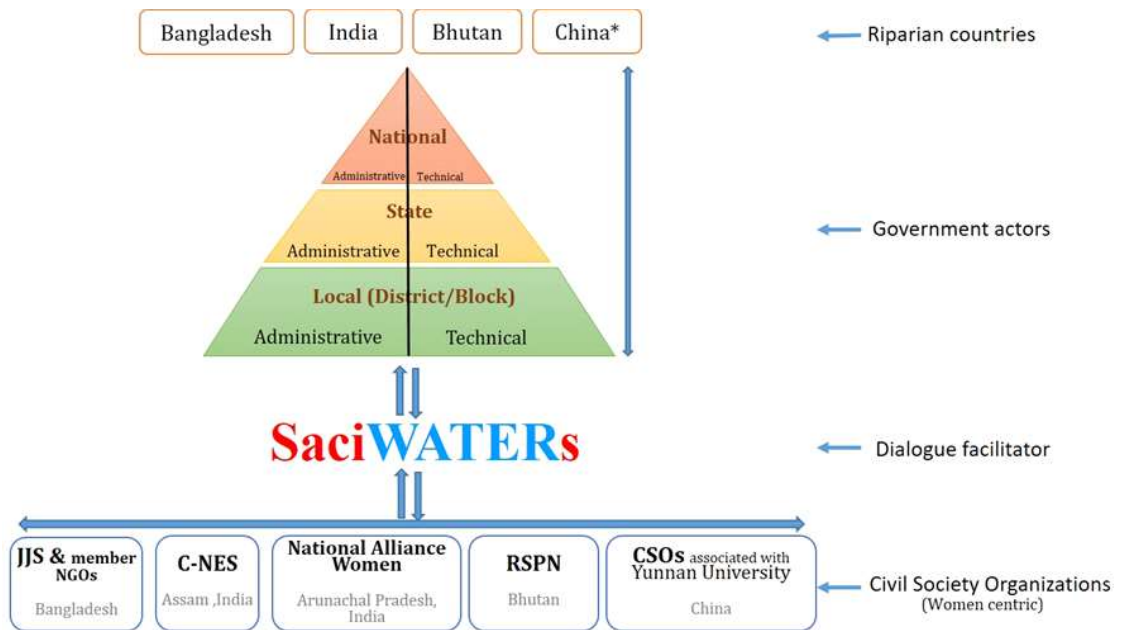 Bangladesh
India
Bhutan
China*
Riparian countries
National
Administrative Technical
State
Administrative Technical
Government actors
Local (District/Block)
Administrative Technical
SaciWATERs
Dialogue facilitator
JJS & member
NGOs
Bangladesh
C-NES
Assam ,India
National Alliance
Women
Arunachal Pradesh,
India
RSPN
Bhutan
CSOs associated with
Yunnan University
China
Civil Society Organizations
(Women centric)